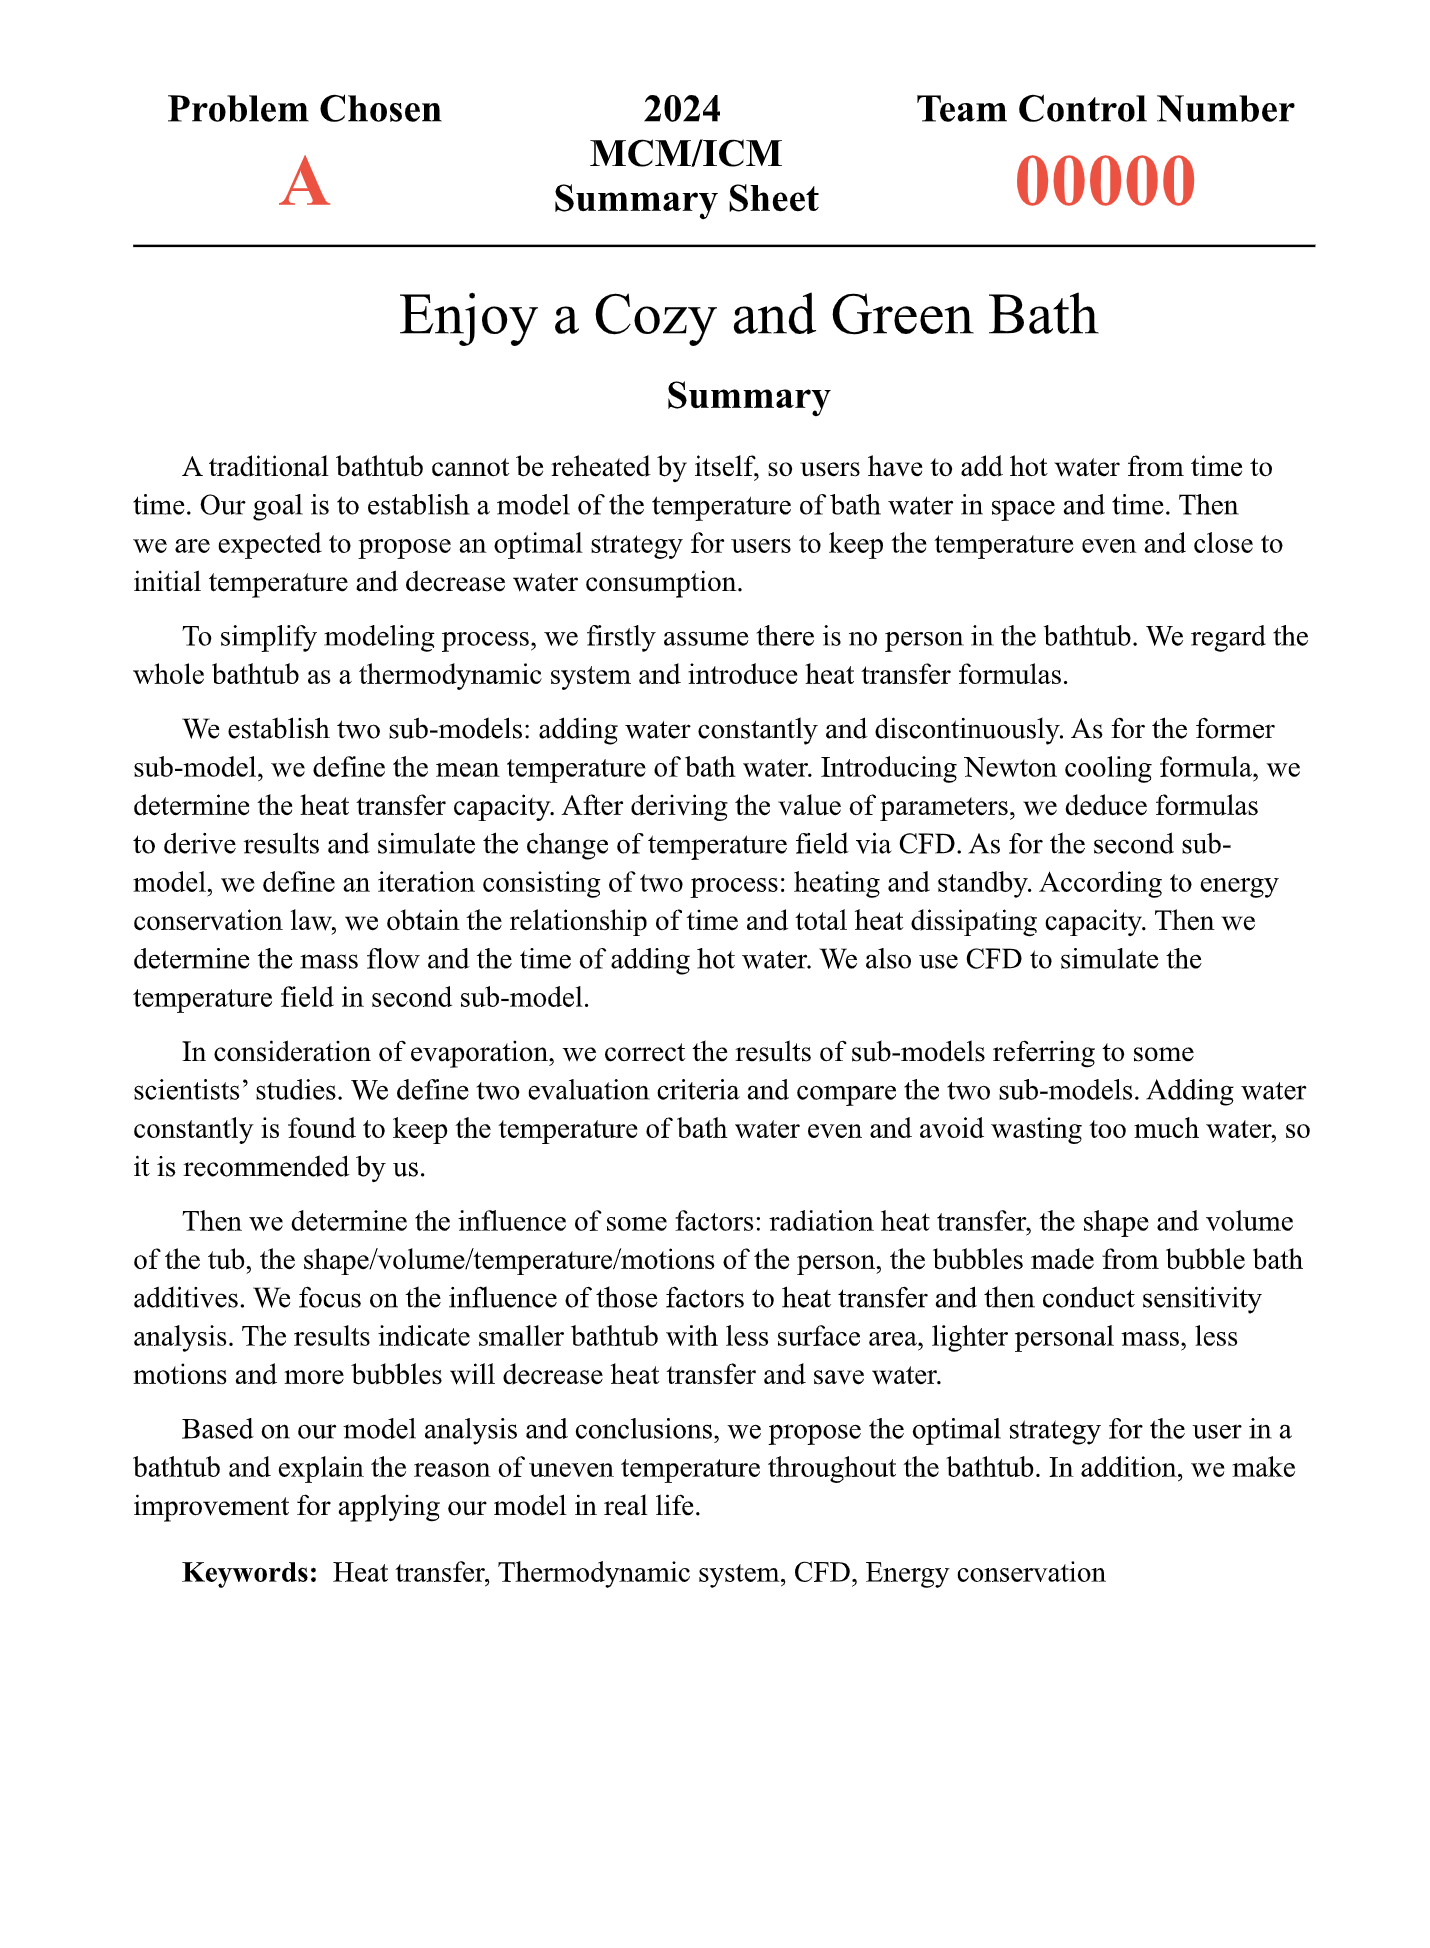 Problem Chosen
A
2024
MCM/ICM
Summary Sheet
Team Control Number
00000
Enjoy a Cozy and Green Bath
Summary
A traditional bathtub cannot be reheated by itself, so users have to add hot water from time to
time. Our goal is to establish a model of the temperature of bath water in space and time. Then
we are expected to propose an optimal strategy for users to keep the temperature even and close to
initial temperature and decrease water consumption.
To simplify modeling process, we firstly assume there is no person in the bathtub. We regard the
whole bathtub as a thermodynamic system and introduce heat transfer formulas.
We establish two sub-models: adding water constantly and discontinuously. As for the former
sub-model, we define the mean temperature of bath water. Introducing Newton cooling formula, we
determine the heat transfer capacity. After deriving the value of parameters, we deduce formulas
to derive results and simulate the change of temperature field via CFD. As for the second sub-
model, we define an iteration consisting of two process: heating and standby. According to energy
conservation law, we obtain the relationship of time and total heat dissipating capacity. Then we
determine the mass flow and the time of adding hot water. We also use CFD to simulate the
temperature field in second sub-model.
In consideration of evaporation, we correct the results of sub-models referring to some
scientists’ studies. We define two evaluation criteria and compare the two sub-models. Adding water
constantly is found to keep the temperature of bath water even and avoid wasting too much water, so
it is recommended by us.
Then we determine the influence of some factors: radiation heat transfer, the shape and volume
of the tub, the shape/volume/temperature/motions of the person, the bubbles made from bubble bath
additives. We focus on the influence of those factors to heat transfer and then conduct sensitivity
analysis. The results indicate smaller bathtub with less surface area, lighter personal mass, less
motions and more bubbles will decrease heat transfer and save water.
Based on our model analysis and conclusions, we propose the optimal strategy for the user in a
bathtub and explain the reason of uneven temperature throughout the bathtub. In addition, we make
improvement for applying our model in real life.
Keywords: Heat transfer, Thermodynamic system, CFD, Energy conservation